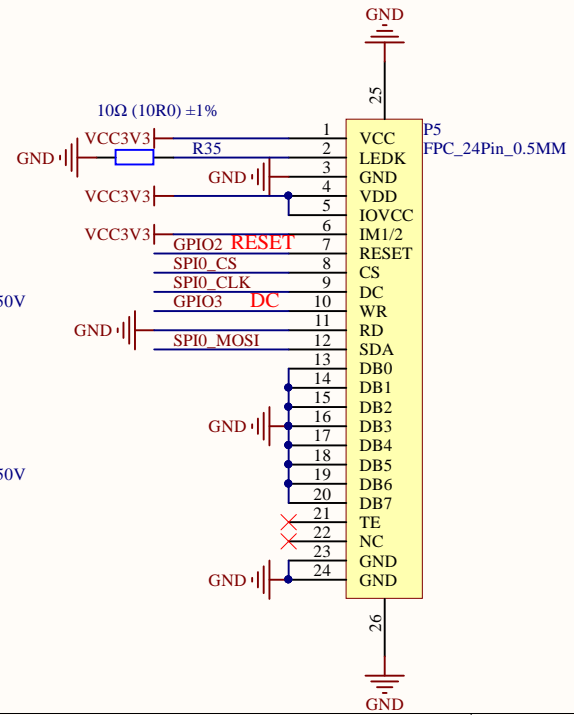 GND
25
10Ω (10R0) ±1%
P5
FPC_24Pin_0.5MM
VCC3V3 1 VCC
GND R35 2 LEDK
GND 3 GND
VCC3V3 4 VDD
5 IOVCC
VCC3V3 6 IM1/2
GPIO2 RESET 7 RESET
SPI0_CS 8 CS
SPI0_CLK 9 DC
GPIO3 DC 10 WR
GND 11 RD
SPI0_MOSI 12 SDA
13 DB0
14 DB1
15 DB2
GND 16 DB3
17 DB4
18 DB5
19 DB6
20 DB7
21 TE
22 NC
23 GND
GND 24 GND
26
GND
50V
50V